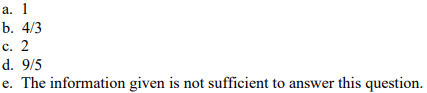 a. 1
b. 4/3
c. 2
d. 9/5
e. The information given is not sufficient to answer this question.